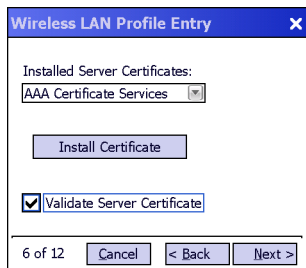 Wireless LAN Profile Entry X
Installed Server Certificates:
AAA Certificate Services
Install Certificate
Validate Server Certificate
6 of 12 Cancel < Back Next >